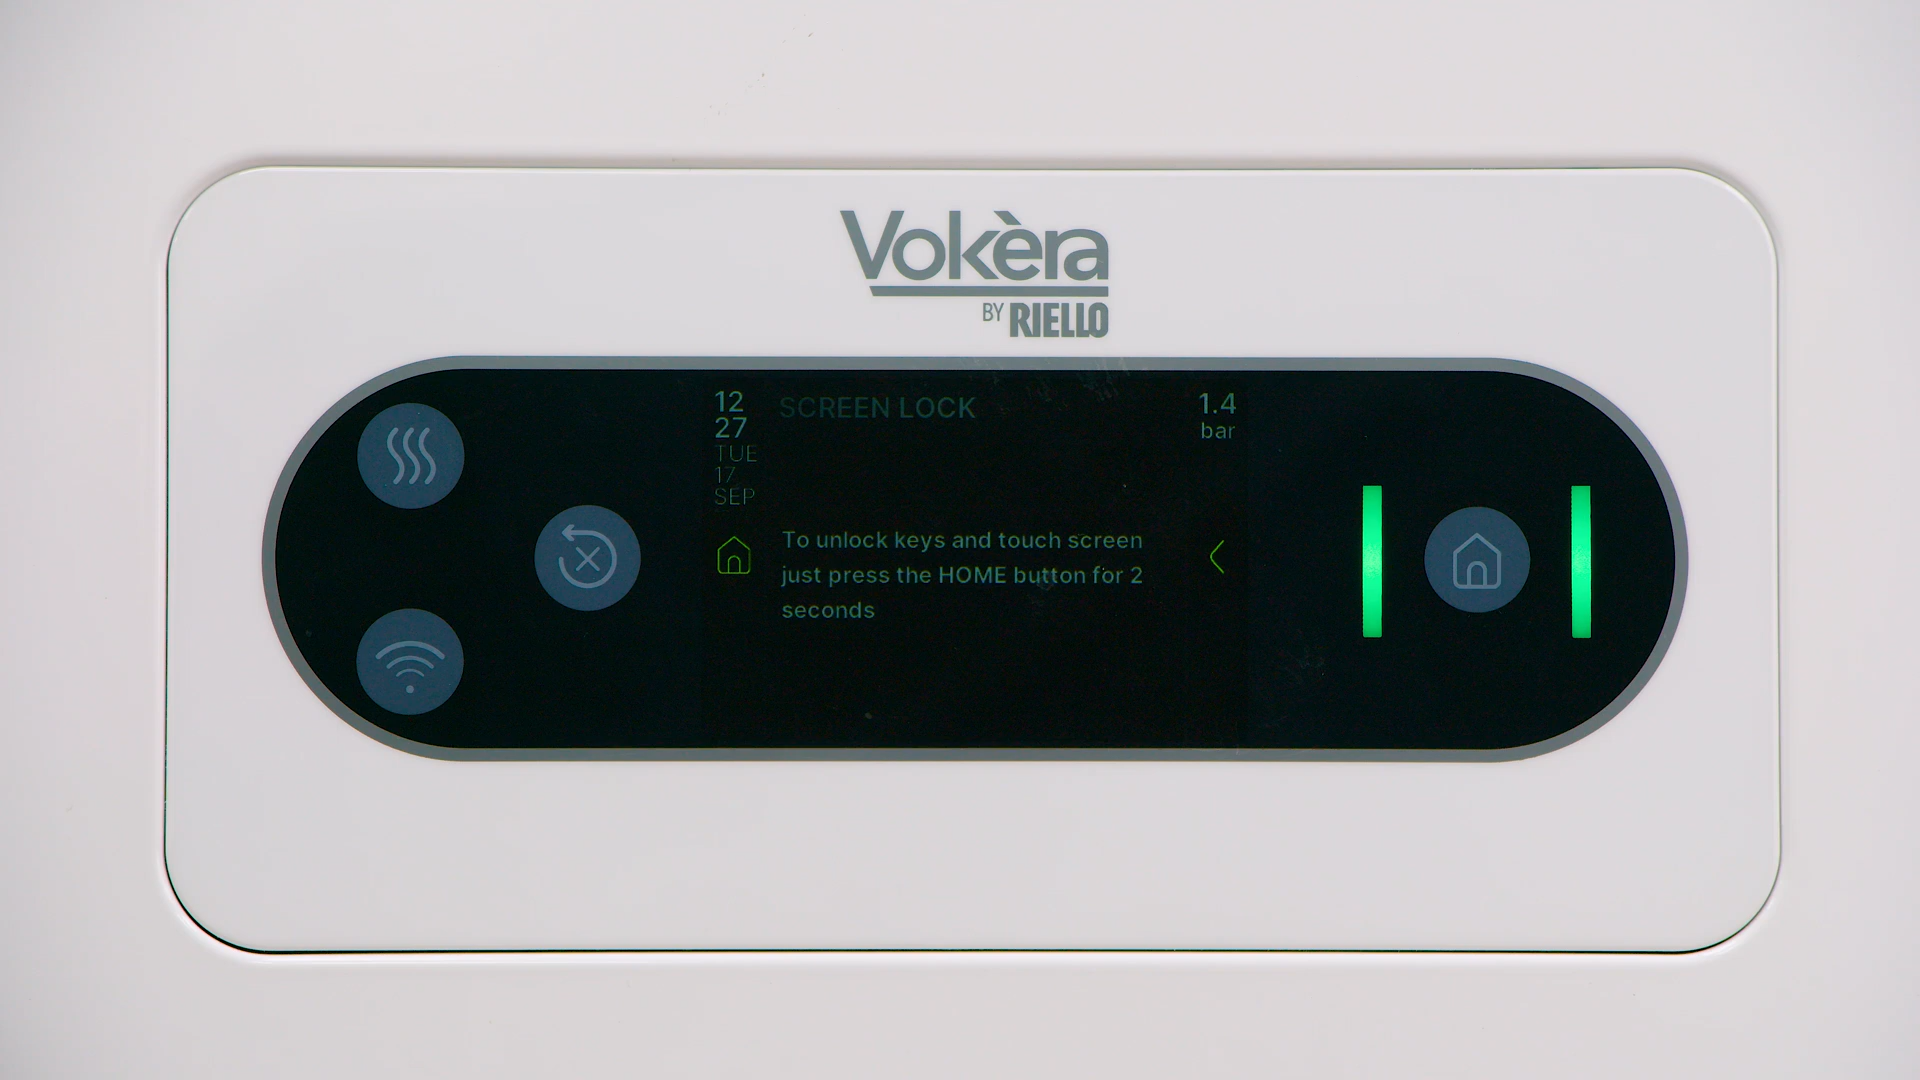 Vokèra
BY RIELLO
12
27
TUE
17
SEP
SCREEN LOCK
1.4
bar
To unlock keys and touch screen
just press the HOME button for 2
seconds